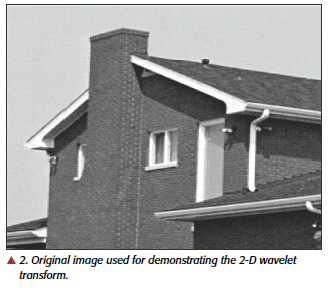 ▲ 2. Original image used for demonstrating the 2-D wavelet
transform.